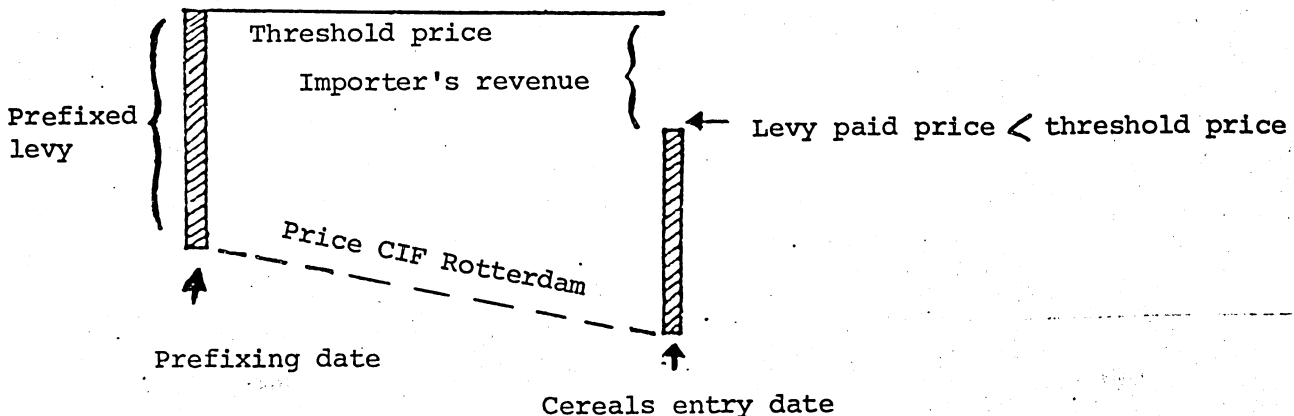 Threshold price
Importer's revenue
Prefixed
levy
Levy paid price < threshold price
Price CIF Rotterdam
Prefixing date
Cereals entry date